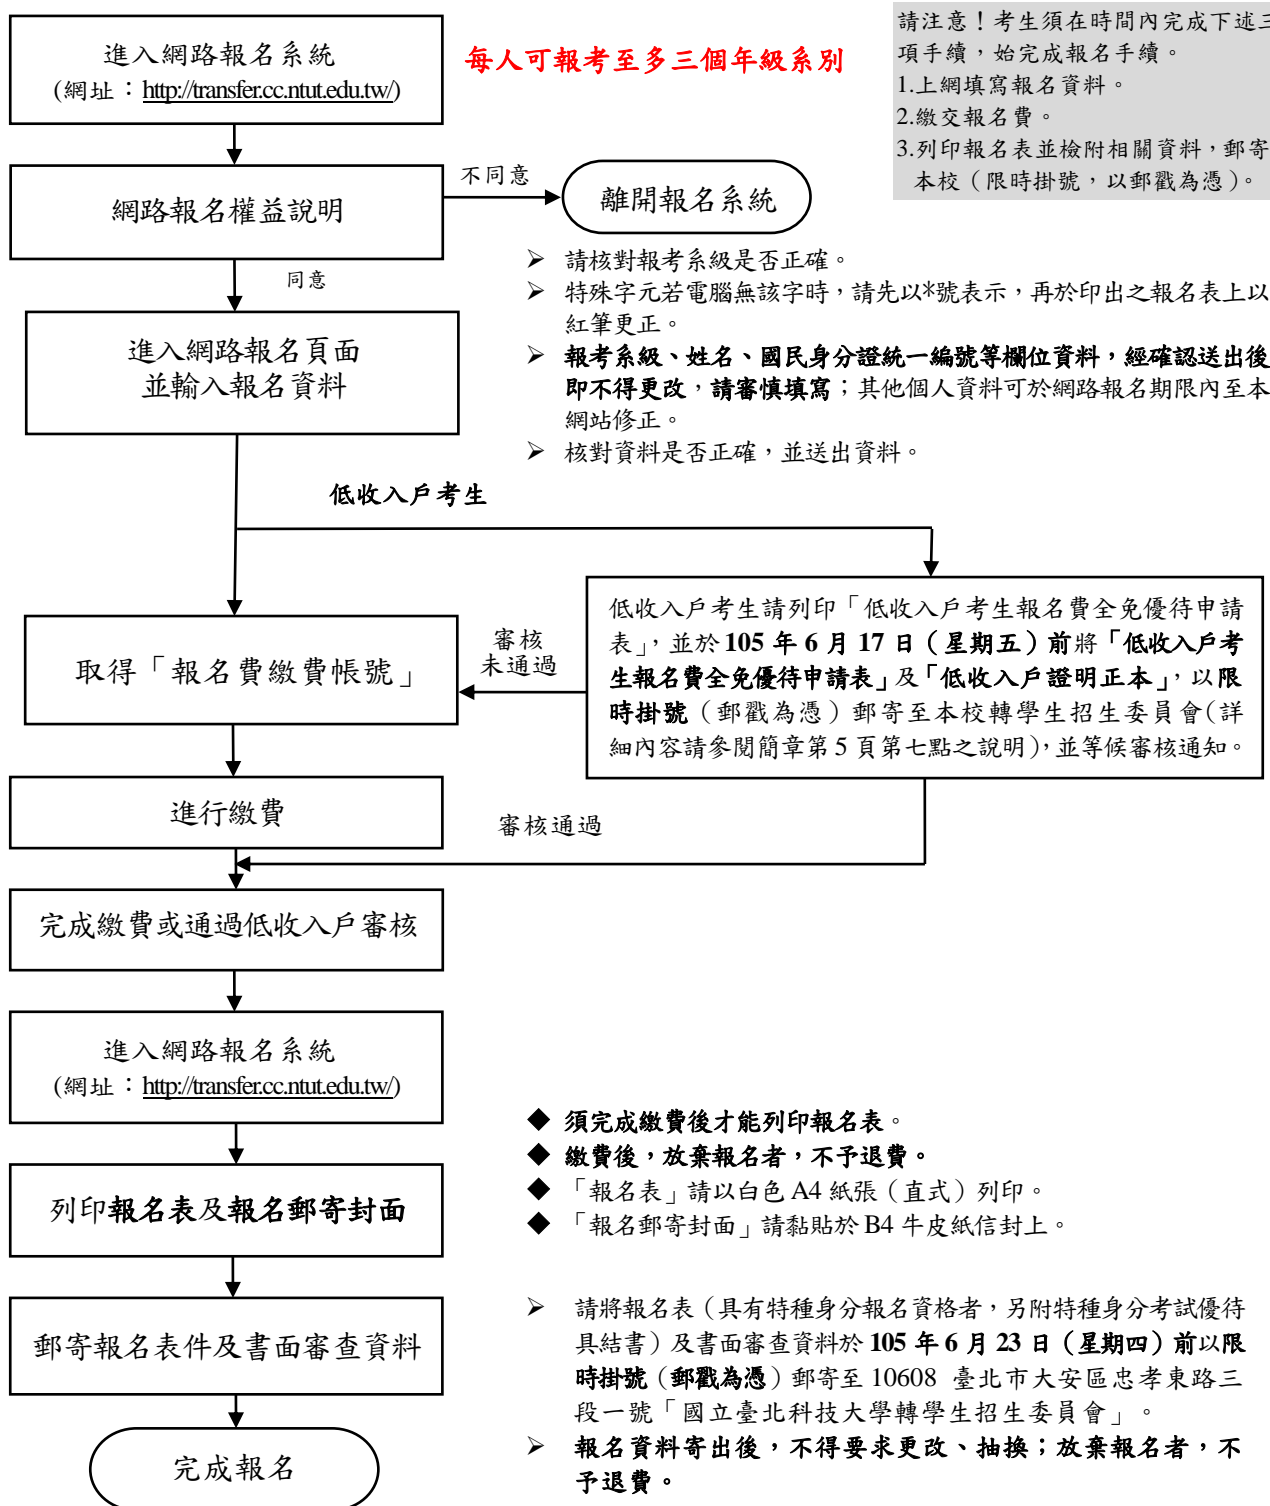 進入網路報名系統
(網址：http://transfer.cc.ntut.edu.tw/)
每人可報考至多三個年級系別
請注意！考生須在時間內完成下述三
項手續，始完成報名手續。
1.上網填寫報名資料。
2.繳交報名費。
3.列印報名表並檢附相關資料，郵寄
本校（限時掛號，以郵戳為憑）。
網路報名權益說明
不同意
離開報名系統
同意
進入網路報名頁面
並輸入報名資料
➢ 請核對報考系級是否正確。
➢ 特殊字元若電腦無該字時，請先以*號表示，再於印出之報名表上以
紅筆更正。
➢ 報考系級、姓名、國民身分證統一編號等欄位資料，經確認送出後
即不得更改，請審慎填寫；其他個人資料可於網路報名期限內至本
網站修正。
➢ 核對資料是否正確，並送出資料。
低收入戶考生
低收入戶考生請列印「低收入戶考生報名費全免優待申請
表」，並於 105 年 6 月 17 日（星期五）前將「低收入戶考
生報名費全免優待申請表」及「低收入戶證明正本」，以限
時掛號（郵戳為憑）郵寄至本校轉學生招生委員會（詳
細內容請參閱簡章第 5 頁第七點之說明），並等候審核通知。
審核
未通過
取得「報名費繳費帳號」
進行繳費
審核通過
完成繳費或通過低收入戶審核
進入網路報名系統
(網址：http://transfer.cc.ntut.edu.tw/)
◆ 須完成繳費後才能列印報名表。
◆ 繳費後，放棄報名者，不予退費。
◆ 「報名表」請以白色 A4 紙張（直式）列印。
◆ 「報名郵寄封面」請黏貼於 B4 牛皮紙信封上。
列印報名表及報名郵寄封面
郵寄報名表件及書面審查資料
➢ 請將報名表（具有特種身分報名資格者，另附特種身分考試優待
具結書）及書面審查資料於 105 年 6 月 23 日（星期四）前以限
時掛號（郵戳為憑）郵寄至 10608 臺北市大安區忠孝東路三
段一號「國立臺北科技大學轉學生招生委員會」。
➢ 報名資料寄出後，不得要求更改、抽換；放棄報名者，不
予退費。
完成報名